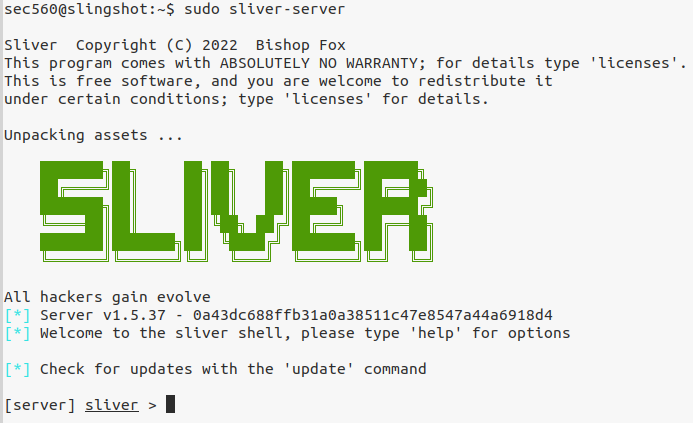 sec560@slingshot:~$ sudo sliver-server
Sliver  Copyright (C) 2022  Bishop Fox
This program comes with ABSOLUTELY NO WARRANTY; for details type 'licenses'.
This is free software, and you are welcome to redistribute it
under certain conditions; type 'licenses' for details.
Unpacking assets ...
SLIVER
All hackers gain evolve
[*] Server v1.5.37 - 0a43dc688ffb31a0a38511c47e8547a44a6918d4
[*] Welcome to the sliver shell, please type 'help' for options
[*] Check for updates with the 'update' command
[server] sliver >